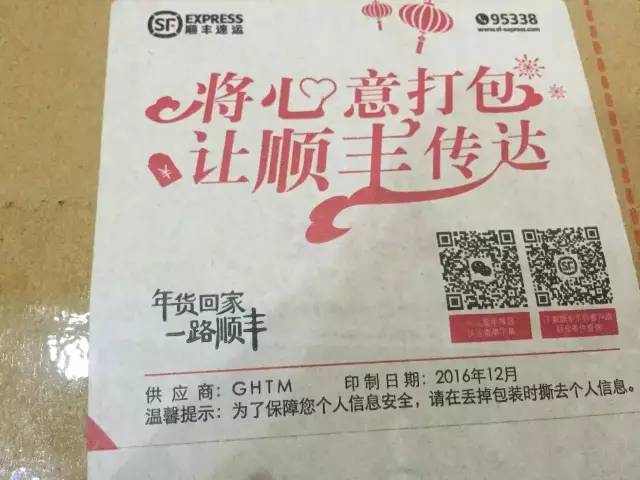 SF EXPRESS
顺丰速运
95338
www.sf-express.com
将心意打包
让顺丰传达
年货回家
一路顺丰
供应商：GHTM 印制日期：2016年12月
温馨提示：为了保障您个人信息安全，请在丢掉包装时撕去个人信息。